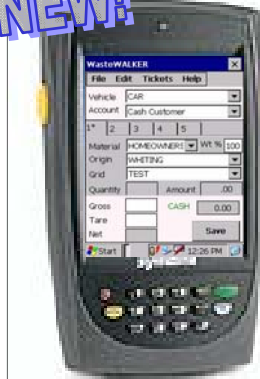 NEW!
WasteWALKER X
File Edit Tickets Help
Vehicle CAR
Account Cash Customer
1* 2 3 4 5
Material HOMEOWNERS Wt % 100
Origin WHITING
Grid TEST
Quantity Amount .00
Gross CASH 0.00
Tare
Net Save
Start 12:26 PM